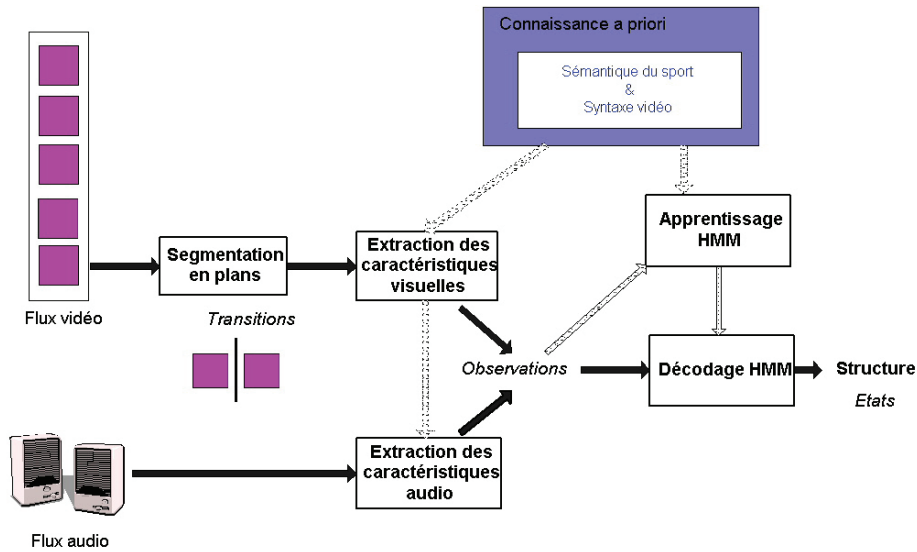 Connaissance a priori
Sémantique du sport
&
Syntaxe vidéo
Segmentation
en plans
Extraction des
caractéristiques
visuelles
Apprentissage
HMM
Flux vidéo
Transitions
Observations
Décodage HMM
Structure
Etats
Extraction des
caractéristiques
audio
Flux audio